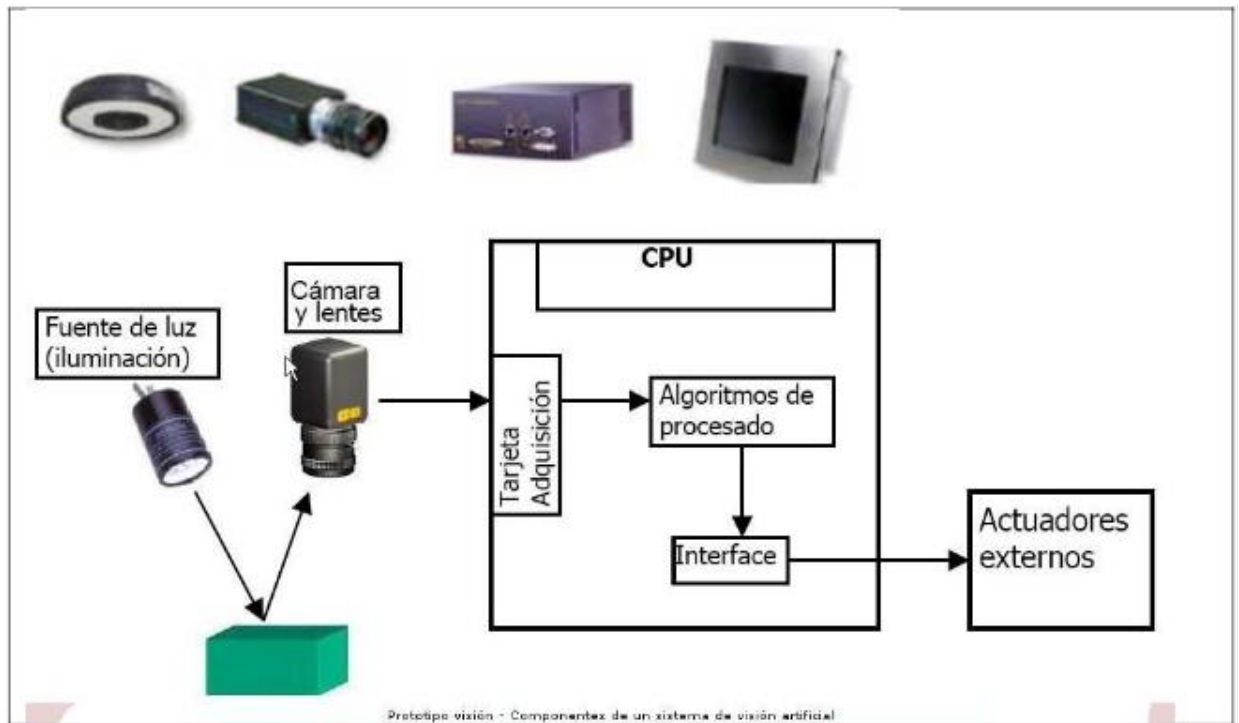 CPU
Cámara
y lentes
Fuente de luz
(iluminación)
Tarjeta
Adquisición
Algoritmos de
procesado
Interface
Actuadores
externos
Prototipo visión - Componentes de un sistema de visión artificial